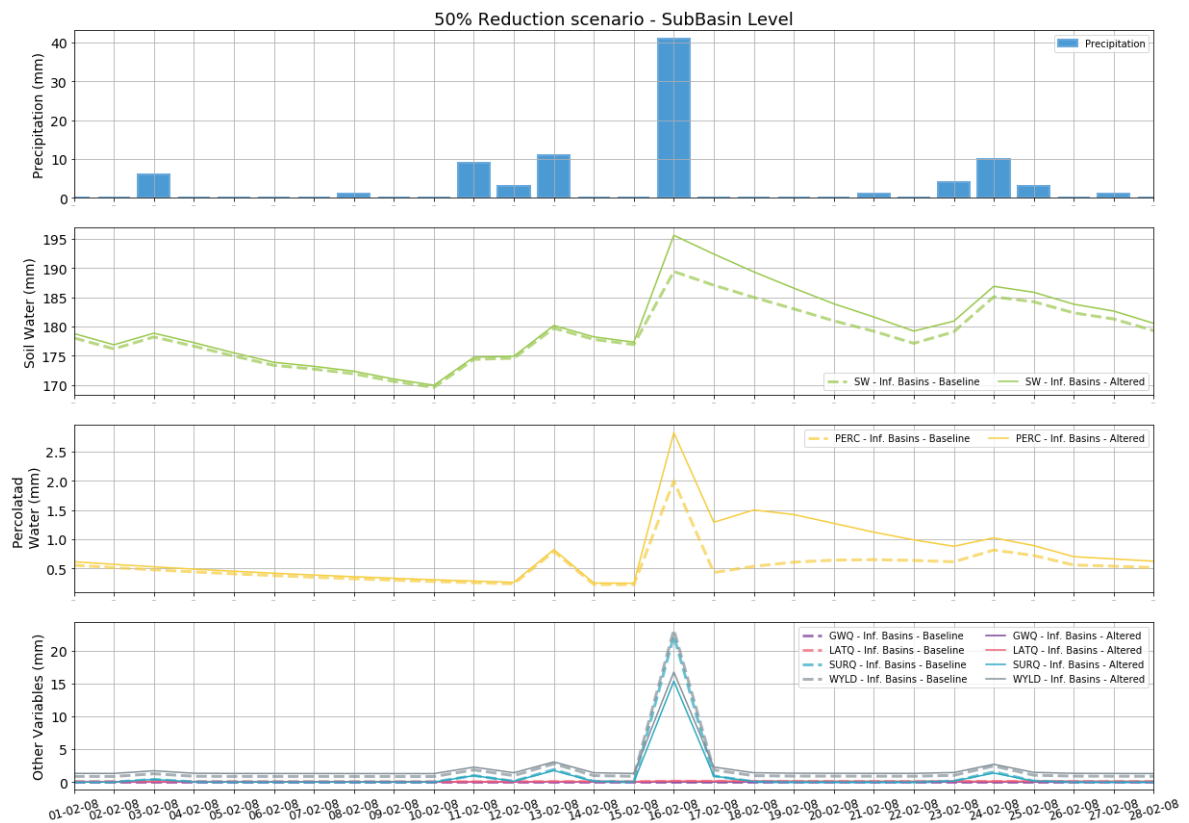 50% Reduction scenario - SubBasin Level
Precipitation (mm)
40
30
20
10
0
Precipitation
Soil Water (mm)
195
190
185
180
175
170
SW - Inf. Basins - Baseline
SW - Inf. Basins - Altered
Percolatad
Water (mm)
2.5
2.0
1.5
1.0
0.5
PERC - Inf. Basins - Baseline
PERC - Inf. Basins - Altered
Other Variables (mm)
20
15
10
5
0
GWQ - Inf. Basins - Baseline
LATQ - Inf. Basins - Baseline
SURQ - Inf. Basins - Baseline
WYLD - Inf. Basins - Baseline
GWQ - Inf. Basins - Altered
LATQ - Inf. Basins - Altered
SURQ - Inf. Basins - Altered
WYLD - Inf. Basins - Altered
01-02-08
02-02-08
03-02-08
04-02-08
05-02-08
06-02-08
07-02-08
08-02-08
09-02-08
10-02-08
11-02-08
12-02-08
13-02-08
14-02-08
15-02-08
16-02-08
17-02-08
18-02-08
19-02-08
20-02-08
21-02-08
22-02-08
23-02-08
24-02-08
25-02-08
26-02-08
27-02-08
28-02-08